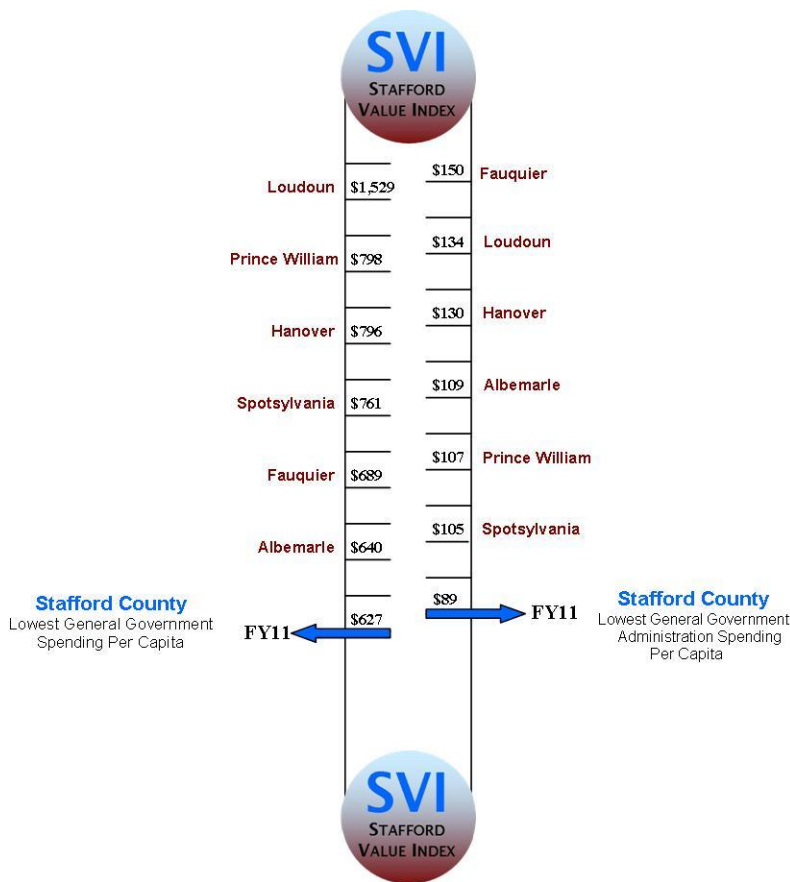 SVI
STAFFORD
VALUE INDEX
Loudoun $1,529
$150 Fauquier
Prince William $798
$134 Loudoun
Hanover $796
$130 Hanover
Spotsylvania $761
$109 Albemarle
Fauquier $689
$107 Prince William
Albemarle $640
$105 Spotsylvania
Stafford County
Lowest General Government
Spending Per Capita
FY11
$627
$89
FY11
Stafford County
Lowest General Government
Administration Spending
Per Capita
SVI
STAFFORD
VALUE INDEX